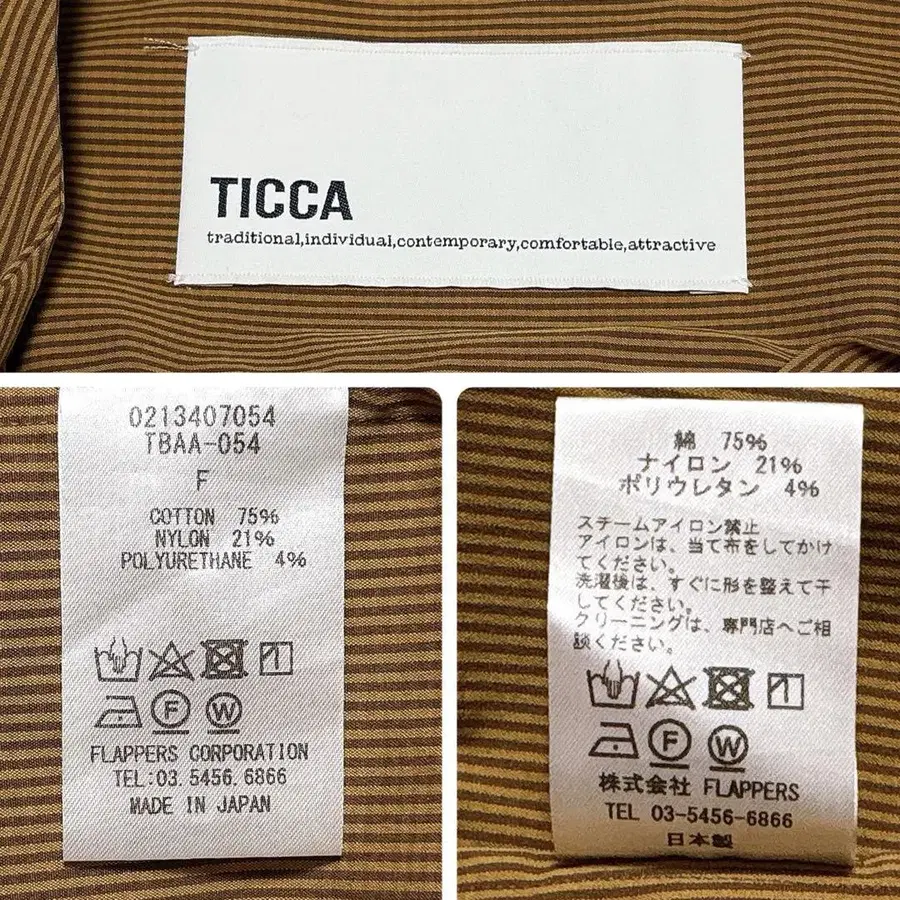 TICCA
traditional,individual,contemporary,comfortable,attractive
0213407054
TBAA-054
F
COTTON 75%
NYLON 21%
POLYURETHANE 4%
F W
FLAPPERS CORPORATION
TEL:03.5456.6866
MADE IN JAPAN
綿 75%
ナイロン 21%
ポリウレタン 4%
スチームアイロン禁止
アイロンは、当て布をしてかけ
てください。
洗濯後は、すぐに形を整えて干
してください。
クリーニングは、専門店へご相
談ください。
F W
株式会社 FLAPPERS
TEL 03-5456-6866
日本製